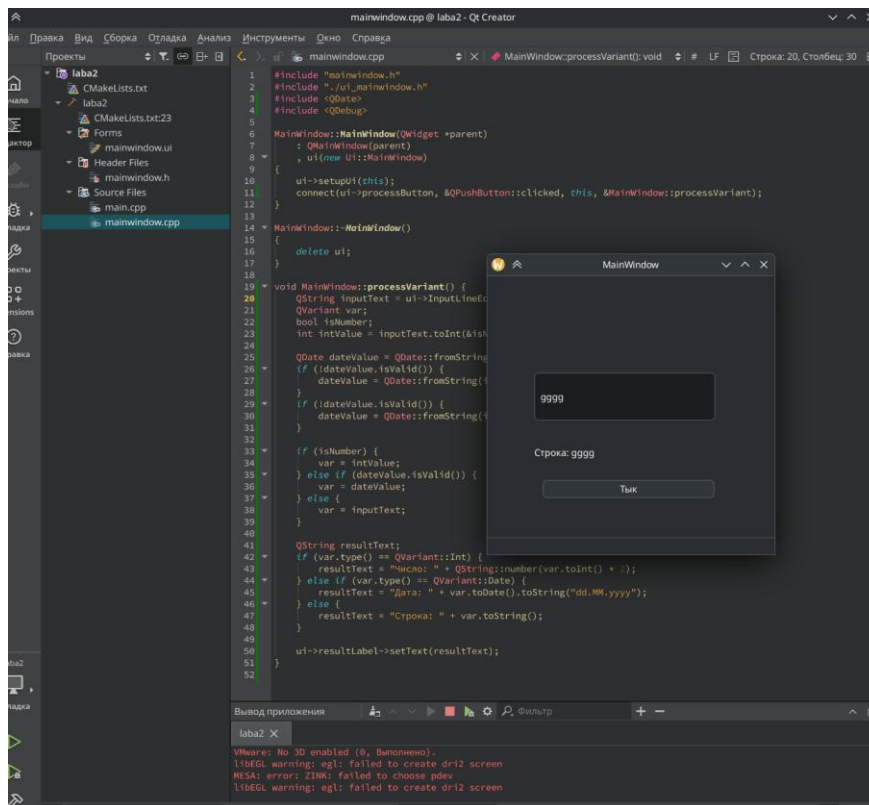 mainwindow.cpp @ laba2 - Qt Creator
Правка Вид Сборка Отладка Анализ Инструменты Окно Справка
Проекты
mainwindow.cpp
MainWindow::processVariant(): void
# LF Строка: 20, Столбец: 30
laba2
CMakeLists.txt
laba2
CMakeLists.txt:23
Forms
mainwindow.ui
Header Files
mainwindow.h
Source Files
main.cpp
mainwindow.cpp
1 #include "mainwindow.h"
2 #include "./ui_mainwindow.h"
3 #include <QDate>
4 #include <QDebug>
5
6 MainWindow::MainWindow(QWidget *parent)
7 : QMainWindow(parent)
8 , ui(new Ui::MainWindow)
9 {
10 ui->setupUi(this);
11 connect(ui->processButton, &QPushButton::clicked, this, &MainWindow::processVariant);
12 }
13
14 MainWindow::~MainWindow()
15 {
16 delete ui;
17 }
18
19 void MainWindow::processVariant() {
20 QString inputText = ui->InputLineEd
21 QVariant var;
22 bool isNumber;
23 int intValue = inputText.toInt(&isN
24
25 QDate dateValue = QDate::fromString
26 if (!dateValue.isValid()) {
27 dateValue = QDate::fromString(i
28 }
29 if (!dateValue.isValid()) {
30 dateValue = QDate::fromString(i
31 }
32
33 if (isNumber) {
34 var = intValue;
35 } else if (dateValue.isValid()) {
36 var = dateValue;
37 } else {
38 var = inputText;
39 }
40
41 QString resultText;
42 if (var.type() == QVariant::Int) {
43 resultText = "Число: " + QString::number(var.toInt() * 2);
44 } else if (var.type() == QVariant::Date) {
45 resultText = "Дата: " + var.toDate().toString("dd.MM.yyyy");
46 } else {
47 resultText = "Строка: " + var.toString();
48 }
49
50 ui->resultLabel->setText(resultText);
51 }
52
MainWindow
gggg
Строка: gggg
Тык
Вывод приложения
Фильтр
laba2
VMware: No 3D enabled (0, Выполнено).
libEGL warning: egl: failed to create dri2 screen
MESA: error: ZINK: failed to choose pdev
libEGL warning: egl: failed to create dri2 screen